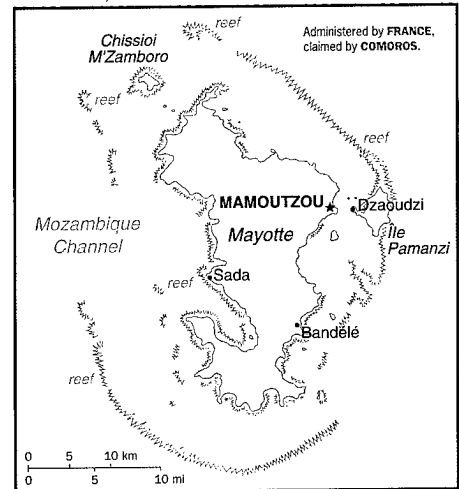 Administered by FRANCE,
claimed by COMOROS.
reef
Chissioi
M'Zamboro
reef
reef
MAMOUTZOU
Dzaoudzi
Mozambique
Channel
Mayotte
Île
Pamanzi
reef
Sada
Bandélé
reef
0 5 10 km
0 5 10 mi